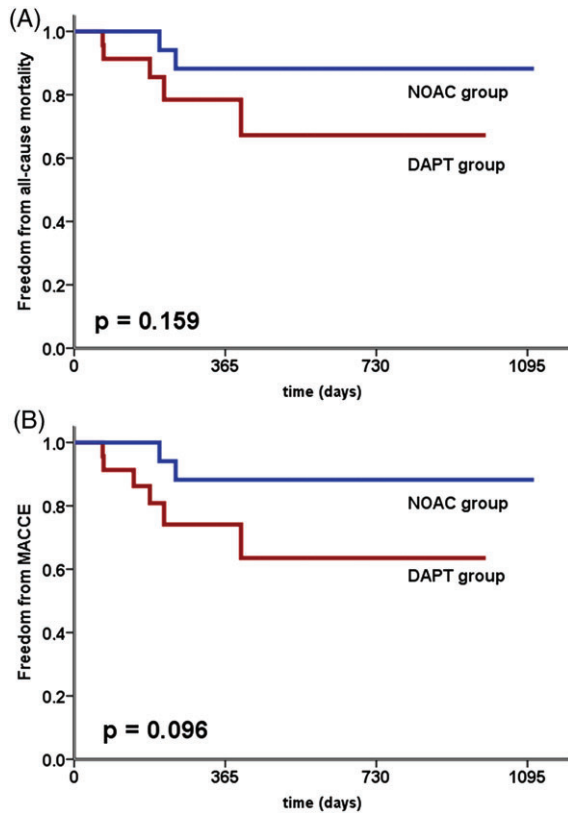 (A)
Freedom from all-cause mortality
1.0
0.8
0.6
0.4
0.2
0.0
NOAC group
DAPT group
p = 0.159
0 365 730 1095
time (days)
(B)
Freedom from MACCE
1.0
0.8
0.6
0.4
0.2
0.0
NOAC group
DAPT group
p = 0.096
0 365 730 1095
time (days)